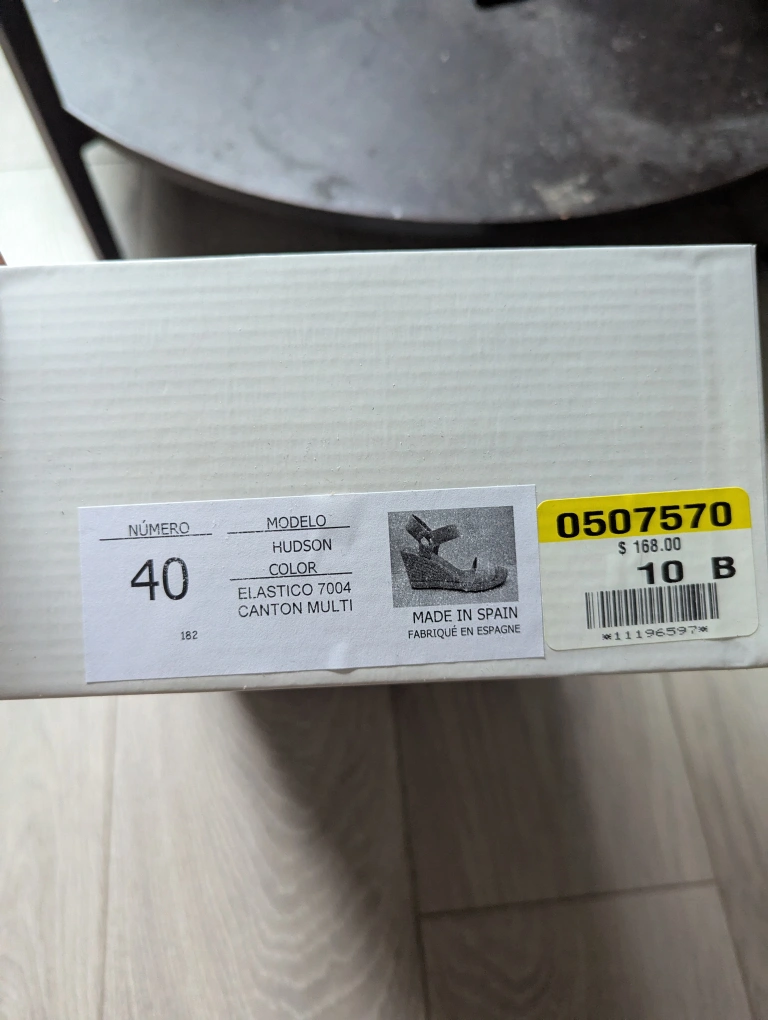 NÚMERO
40
182
MODELO
HUDSON
COLOR
ELASTICO 7004
CANTON MULTI
MADE IN SPAIN
FABRIQUÉ EN ESPAGNE
0507570
$ 168.00
10 B
*11196597*